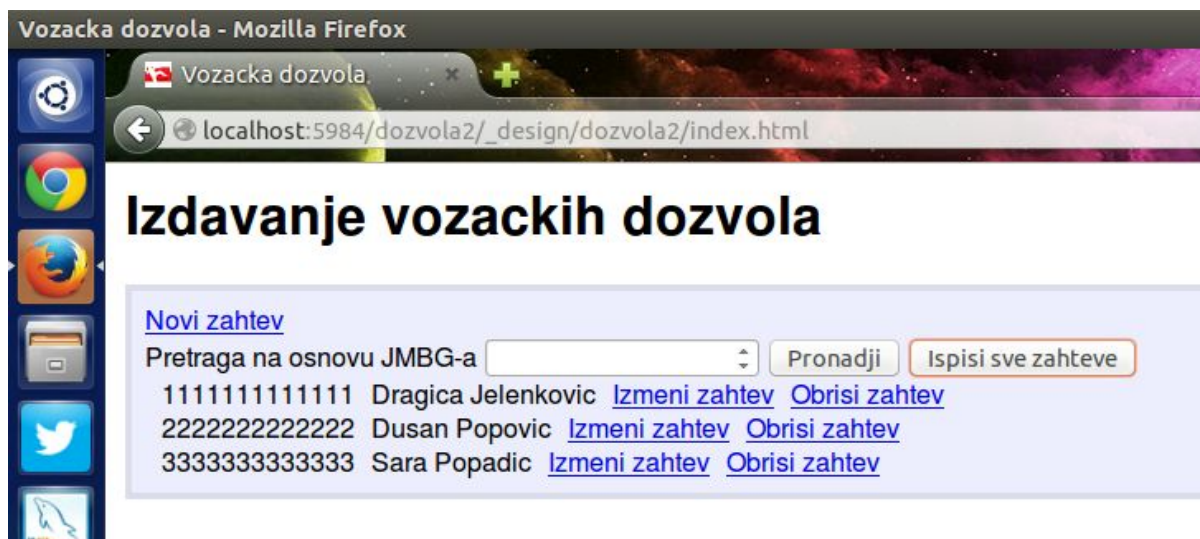 Vozacka dozvola - Mozilla Firefox
Vozacka dozvola
localhost:5984/dozvola2/_design/dozvola2/index.html
Izdavanje vozackih dozvola
Novi zahtev
Pretraga na osnovu JMBG-a Pronadji Ispisi sve zahteve
1111111111111 Dragica Jelenkovic Izmeni zahtev Obrisi zahtev
2222222222222 Dusan Popovic Izmeni zahtev Obrisi zahtev
3333333333333 Sara Popadic Izmeni zahtev Obrisi zahtev